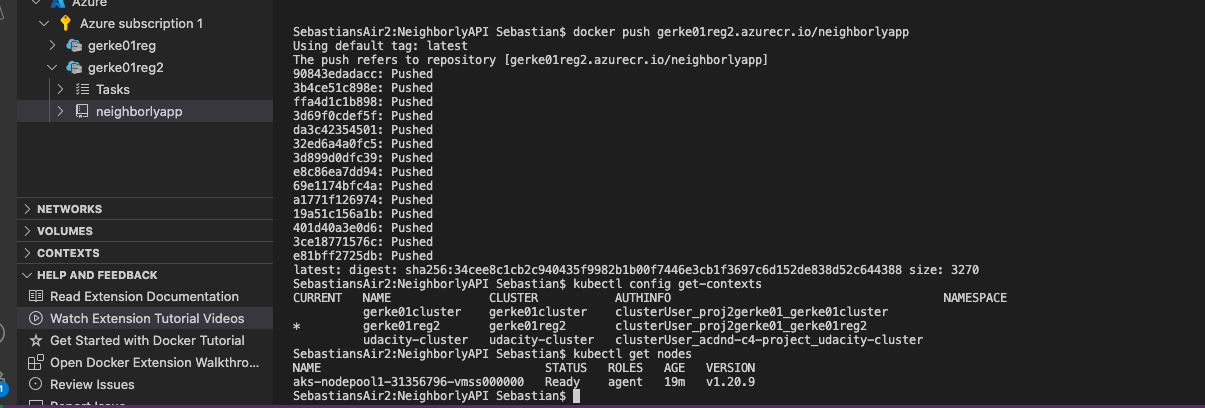 Azure
Azure subscription 1
gerke01reg
gerke01reg2
Tasks
neighborlyapp
NETWORKS
VOLUMES
CONTEXTS
HELP AND FEEDBACK
Read Extension Documentation
Watch Extension Tutorial Videos
Get Started with Docker Tutorial
Open Docker Extension Walkthro...
Review Issues
Report Issue
SebastiansAir2:NeighborlyAPI Sebastian$ docker push gerke01reg2.azurecr.io/neighborlyapp
Using default tag: latest
The push refers to repository [gerke01reg2.azurecr.io/neighborlyapp]
90843edadacc: Pushed
3b4ce51c898e: Pushed
ffa4d1c1b898: Pushed
3d69f0cdef5f: Pushed
da3c42354501: Pushed
32ed6a4a0fc5: Pushed
3d899d0dfc39: Pushed
e8c86ea7dd94: Pushed
69e1174bfc4a: Pushed
a1771f126974: Pushed
19a51c156a1b: Pushed
401d40a3e0d6: Pushed
3ce18771576c: Pushed
e81bff2725db: Pushed
latest: digest: sha256:34cee8c1cb2c940435f9982b1b00f7446e3cb1f3697c6d152de838d52c644388 size: 3270
SebastiansAir2:NeighborlyAPI Sebastian$ kubectl config get-contexts
CURRENT NAME CLUSTER AUTHINFO NAMESPACE
gerke01cluster gerke01cluster clusterUser_proj2gerke01_gerke01cluster
* gerke01reg2 gerke01reg2 clusterUser_proj2gerke01_gerke01reg2
udacity-cluster udacity-cluster clusterUser_acdnd-c4-project_udacity-cluster
SebastiansAir2:NeighborlyAPI Sebastian$ kubectl get nodes
NAME STATUS ROLES AGE VERSION
aks-nodepool1-31356796-vmss000000 Ready agent 19m v1.20.9
SebastiansAir2:NeighborlyAPI Sebastian$